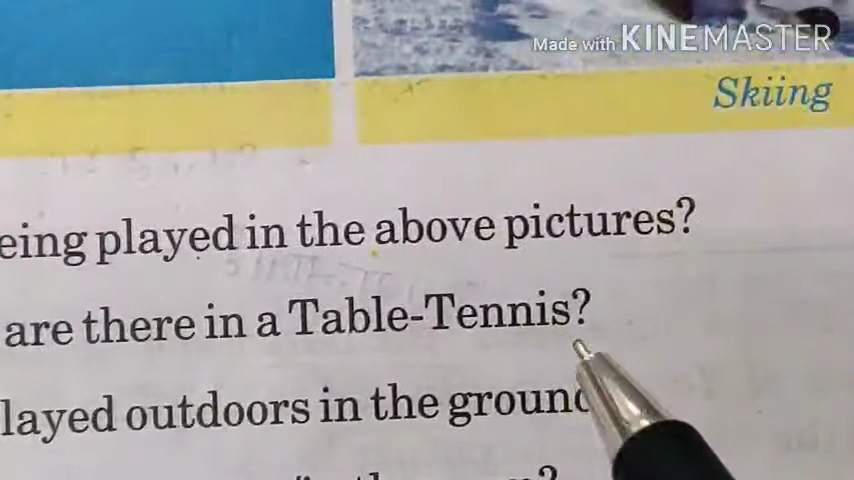 Made with KINEMASTER
Skiing
eing played in the above pictures?
are there in a Table-Tennis?
layed outdoors in the ground